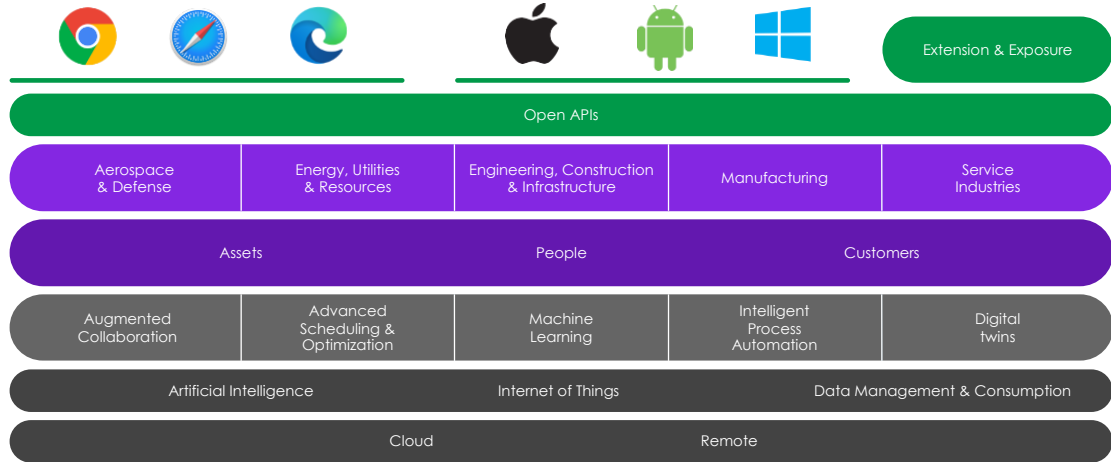 Extension & Exposure
Open APIs
Aerospace
& Defense
Energy, Utilities
& Resources
Engineering, Construction
& Infrastructure
Manufacturing
Service
Industries
Assets
People
Customers
Augmented
Collaboration
Advanced
Scheduling &
Optimization
Machine
Learning
Intelligent
Process
Automation
Digital
twins
Artificial Intelligence
Internet of Things
Data Management & Consumption
Cloud
Remote